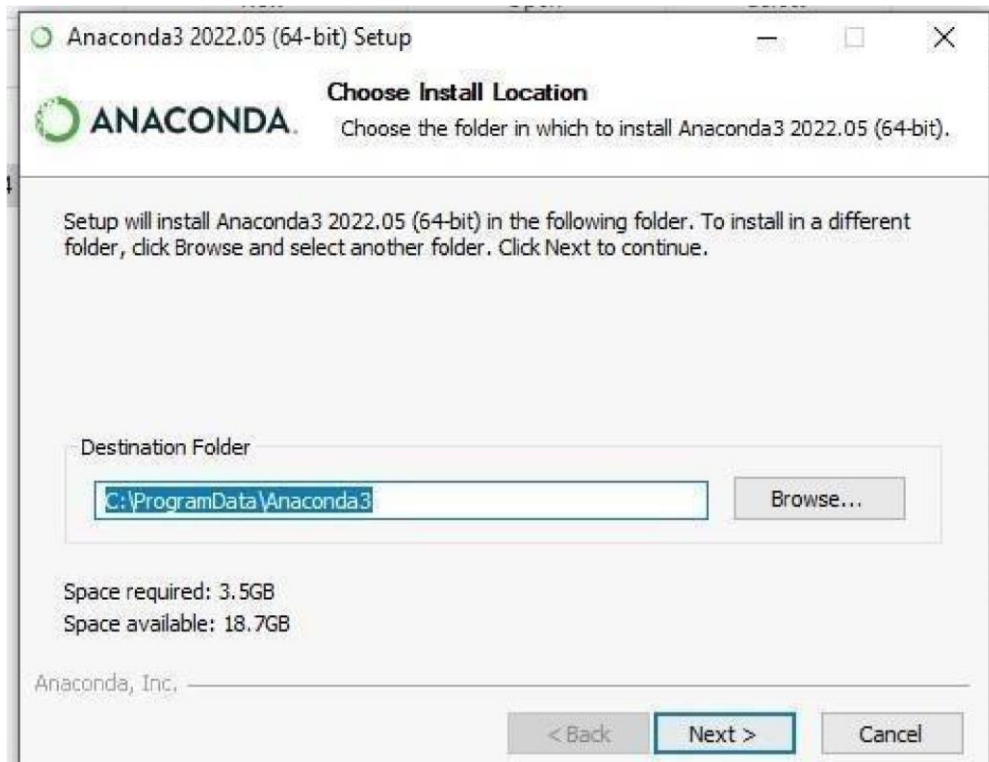 Anaconda3 2022.05 (64-bit) Setup
ANACONDA.
Choose Install Location
Choose the folder in which to install Anaconda3 2022.05 (64-bit).
Setup will install Anaconda3 2022.05 (64-bit) in the following folder. To install in a different
folder, click Browse and select another folder. Click Next to continue.
Destination Folder
C:\ProgramData\Anaconda3
Browse...
Space required: 3.5GB
Space available: 18.7GB
Anaconda, Inc.
< Back
Next >
Cancel